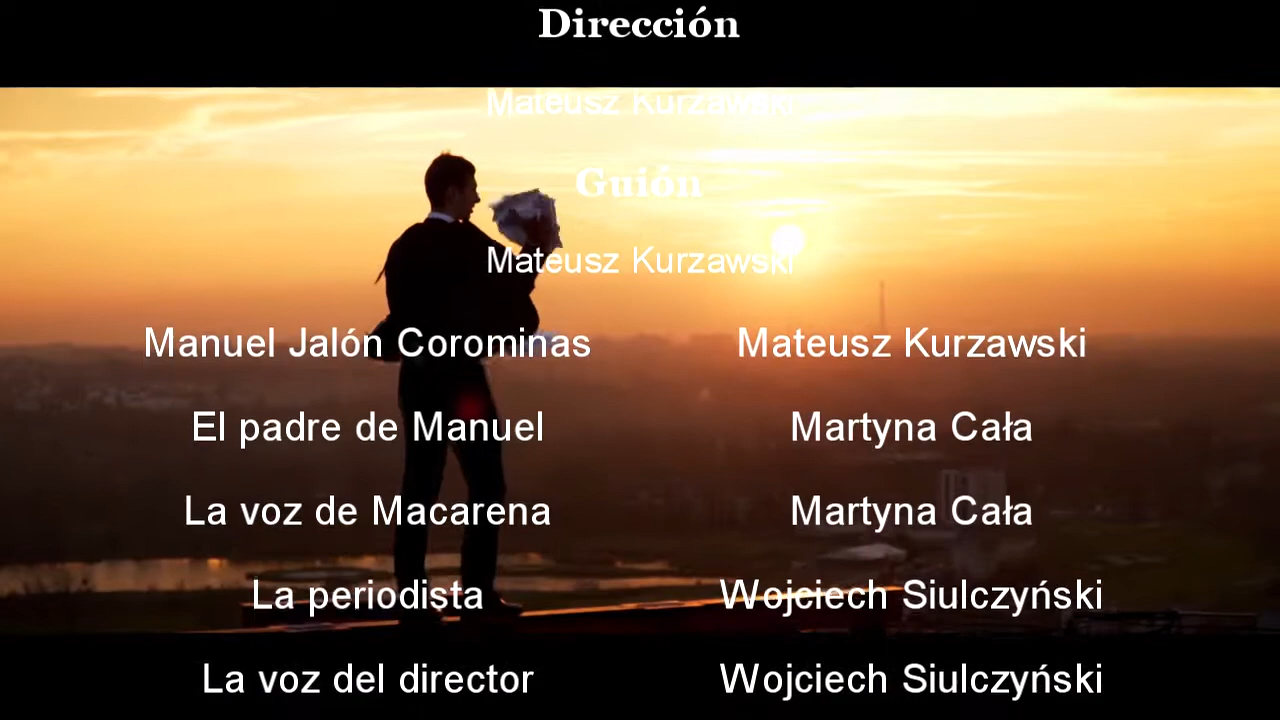 Dirección
Mateusz Kurzawski
Guión
Mateusz Kurzawski
Manuel Jalón Corominas Mateusz Kurzawski
El padre de Manuel Martyna Cała
La voz de Macarena Martyna Cała
La periodista Wojciech Siulczyński
La voz del director Wojciech Siulczyński